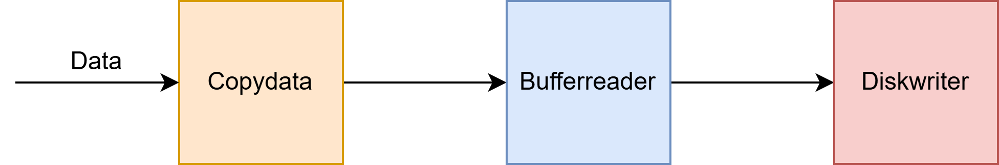 Data
Copydata
Bufferreader
Diskwriter